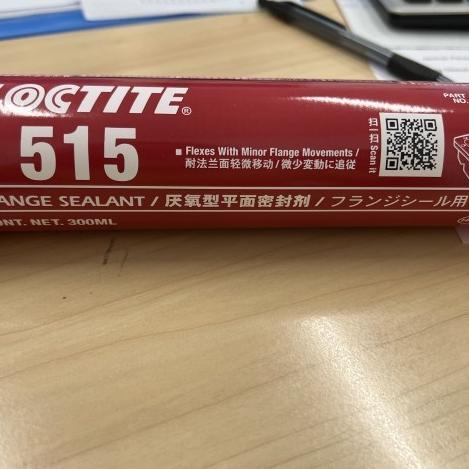 LOCTITE®
515
■ Flexes With Minor Flange Movements /
耐法兰面轻微移动 / 微少変動に追従
扫一扫 Scan it
PART
NO.
ANGE SEALANT / 厌氧型平面密封剂 / フランジシール用
ONT. NET. 300ML